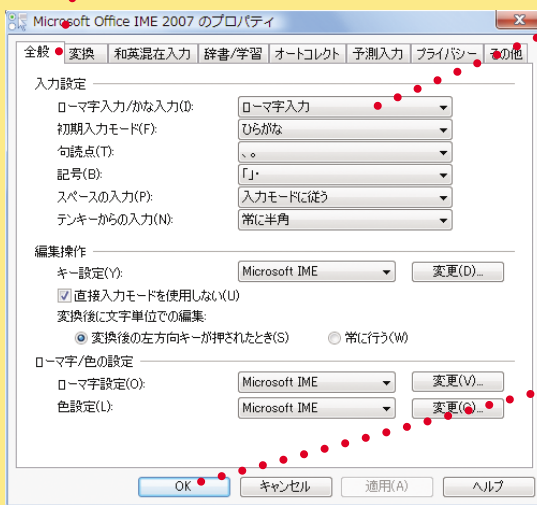 Microsoft Office IME 2007 のプロパティ
全般 変換 和英混在入力 辞書/学習 オートコレクト 予測入力 プライバシー その他
入力設定
ローマ字入力/かな入力(I): ローマ字入力
初期入力モード(F): ひらがな
句読点(T): 、。
記号(B): 「」・
スペースの入力(P): 入力モードに従う
テンキーからの入力(N): 常に半角
編集操作
キー設定(Y): Microsoft IME 変更(D)...
直接入力モードを使用しない(U)
変換後に文字単位での編集:
変換後の左方向キーが押されたとき(S) 常に行う(W)
ローマ字/色の設定
ローマ字設定(O): Microsoft IME 変更(V)...
色設定(L): Microsoft IME 変更(G)...
OK キャンセル 適用(A) ヘルプ